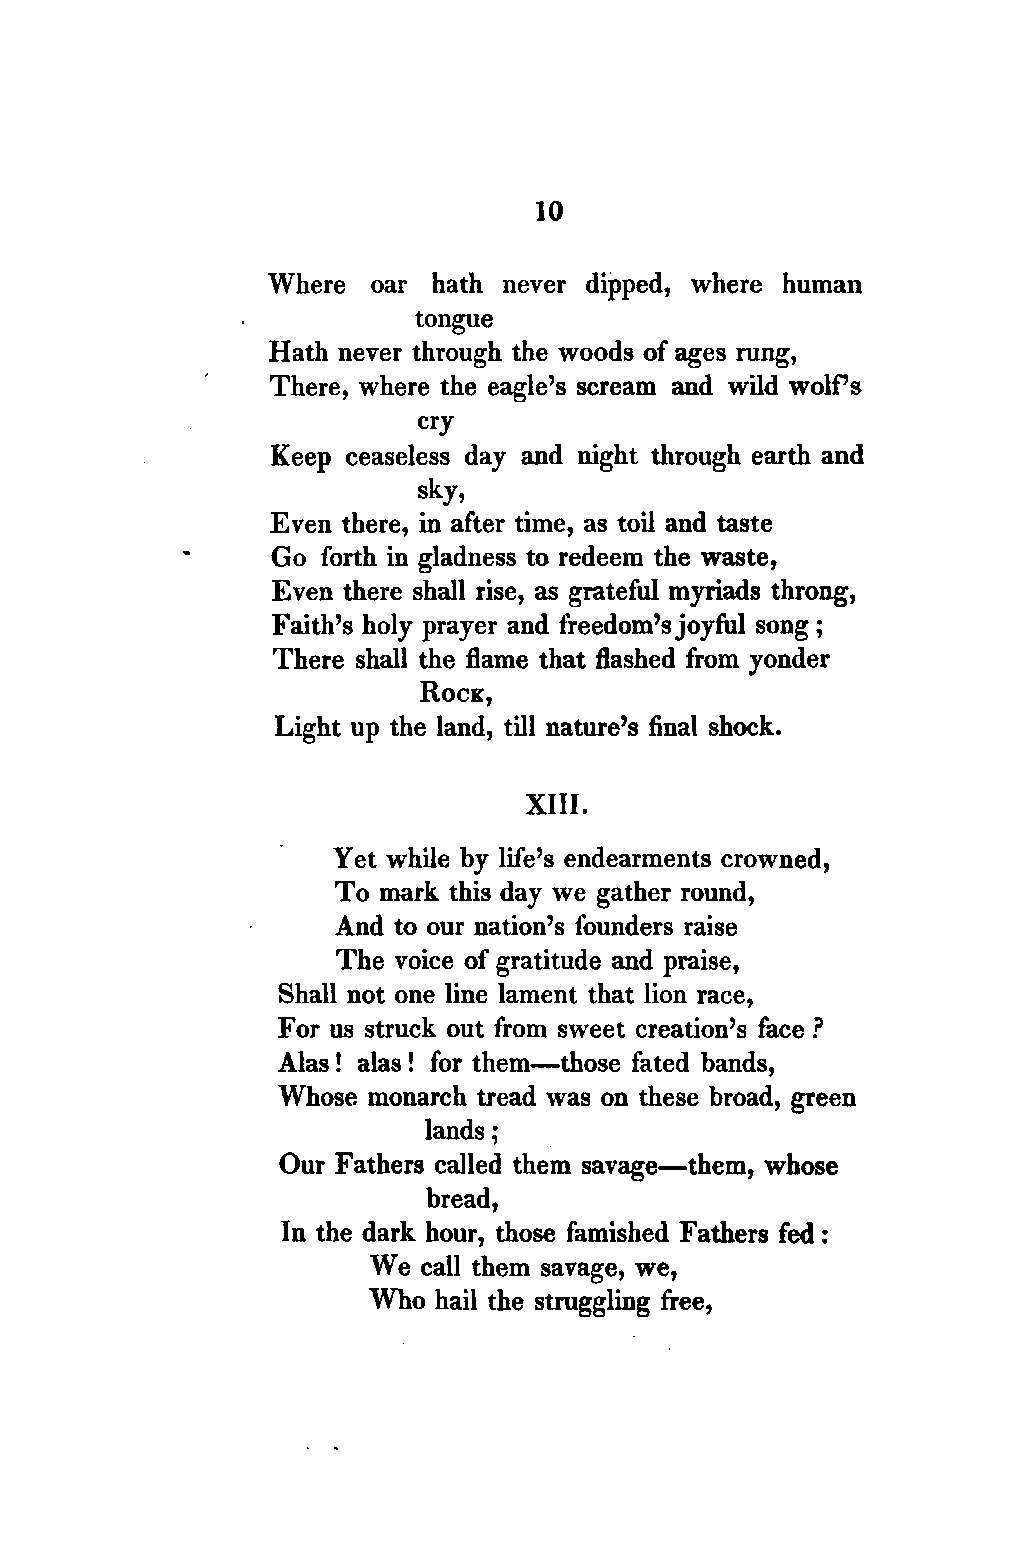 10
Where oar hath never dipped, where human
tongue
Hath never through the woods of ages rung,
There, where the eagle's scream and wild wolf's
cry
Keep ceaseless day and night through earth and
sky,
Even there, in after time, as toil and taste
Go forth in gladness to redeem the waste,
Even there shall rise, as grateful myriads throng,
Faith's holy prayer and freedom's joyful song;
There shall the flame that flashed from yonder
Rock,
Light up the land, till nature's final shock.
XIII.
Yet while by life's endearments crowned,
To mark this day we gather round,
And to our nation's founders raise
The voice of gratitude and praise,
Shall not one line lament that lion race,
For us struck out from sweet creation's face?
Alas! alas! for them—those fated bands,
Whose monarch tread was on these broad, green
lands;
Our Fathers called them savage—them, whose
bread,
In the dark hour, those famished Fathers fed:
We call them savage, we,
Who hail the struggling free,